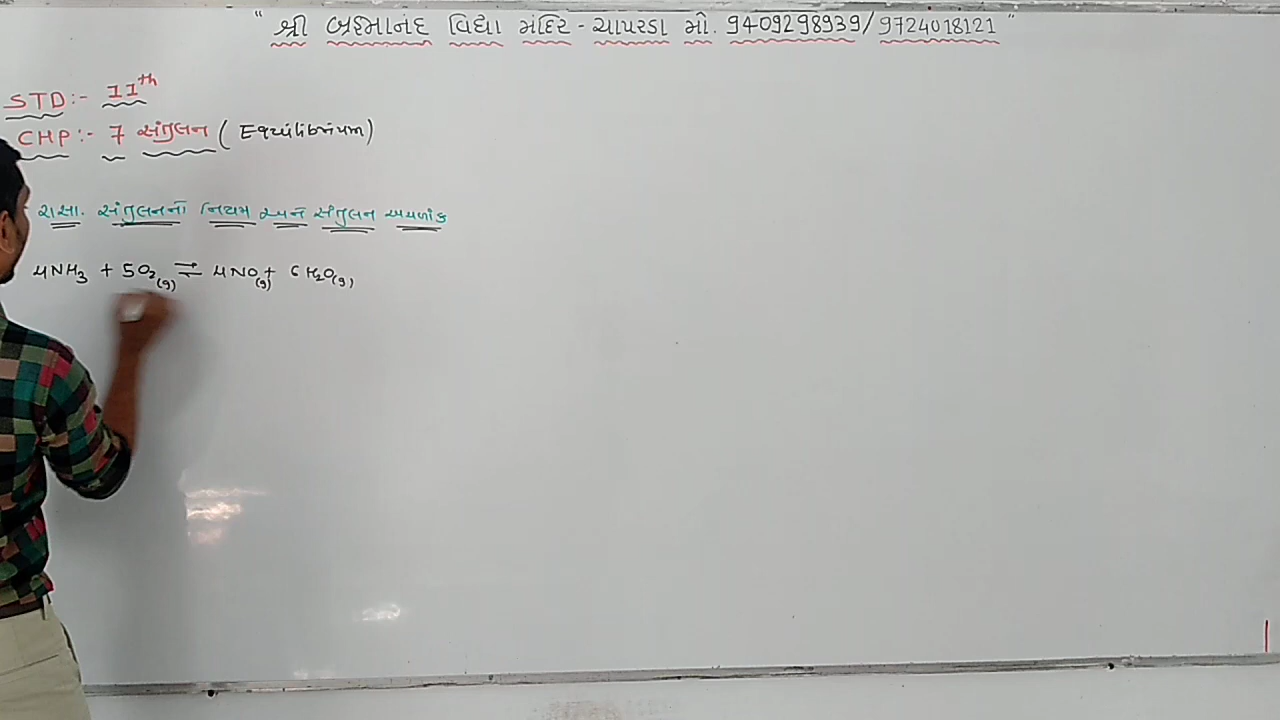 " શ્રી બ્રહ્માનંદ વિદ્યા મંદિર - ચાપરડા મો. 9409298939/9724018121 "
STD:- 11th
CHP:- 7 સંતુલન ( Equilibrium)
રાસા. સંતુલનનો નિયમ અને સંતુલન અચળાંક
4NH3 + 5O2(g) ⇌ 4NO(g) + 6H2O(g)